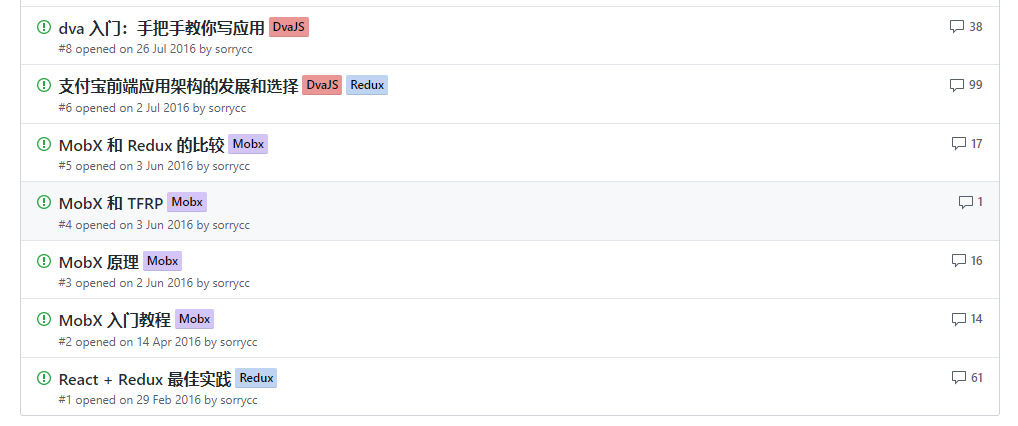 dva 入门：手把手教你写应用 DvaJS 38
#8 opened on 26 Jul 2016 by sorrycc
支付宝前端应用架构的发展和选择 DvaJS Redux 99
#6 opened on 2 Jul 2016 by sorrycc
MobX 和 Redux 的比较 Mobx 17
#5 opened on 3 Jun 2016 by sorrycc
MobX 和 TFRP Mobx 1
#4 opened on 3 Jun 2016 by sorrycc
MobX 原理 Mobx 16
#3 opened on 2 Jun 2016 by sorrycc
MobX 入门教程 Mobx 14
#2 opened on 14 Apr 2016 by sorrycc
React + Redux 最佳实践 Redux 61
#1 opened on 29 Feb 2016 by sorrycc